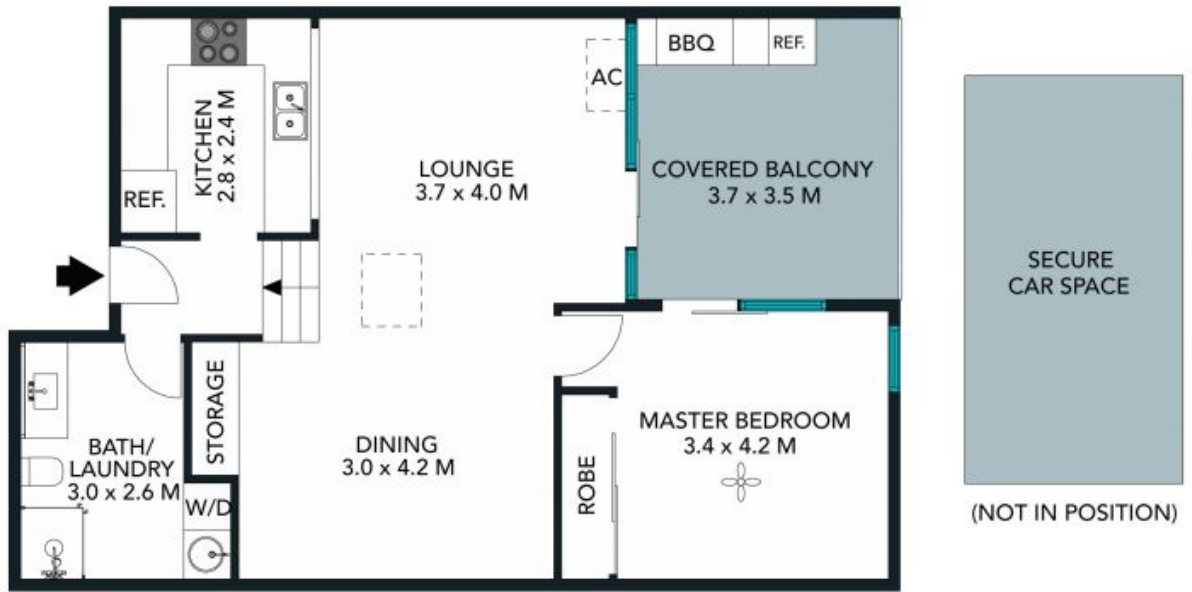 KITCHEN
2.8 x 2.4 M
REF.
LOUNGE
3.7 x 4.0 M
AC
BBQ
REF.
COVERED BALCONY
3.7 x 3.5 M
SECURE
CAR SPACE
(NOT IN POSITION)
BATH/
LAUNDRY
3.0 x 2.6 M
STORAGE
W/D
DINING
3.0 x 4.2 M
ROBE
MASTER BEDROOM
3.4 x 4.2 M